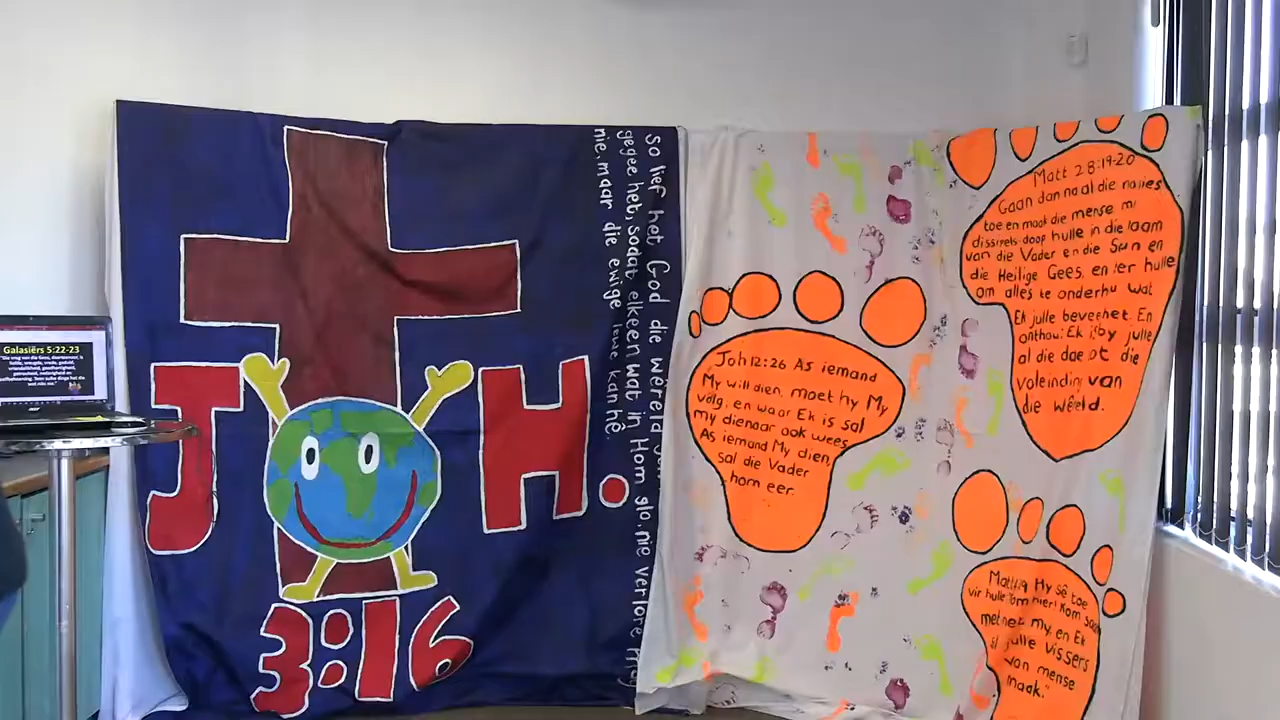 Galasiërs 5:22-23
JOH.
3:16
so lief het God die wêreld
gegee het, sodat elkeen wat in Hom glo, nie verlore
nie, maar die ewige lewe kan hê.
Joh 12:26 As iemand
My wil dien, moet hy My
volg, en waar Ek is sal
my dienaar ook wees.
As iemand My dien,
sal die Vader
hom eer.
Matt 28:19-20
Gaan dan na al die nasies
toe en maak die mense my
dissipels: doop hulle in die
van die Vader en die Seun en
die Heilige Gees, en leer hulle
om alles te onderhou wat
Ek julle beveel het. En
onthou: Ek is by julle
al die dae tot die
voleinding van
die wêreld.
Hy sê toe
vir hulle: "Kom hier! Kom saam
met my, en Ek
sal julle vissers
van mense
maak."